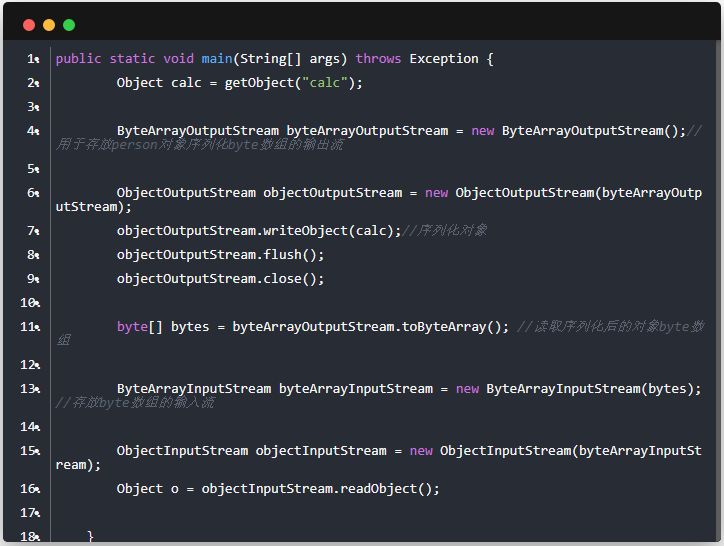 1 public static void main(String[] args) throws Exception {
2 Object calc = getObject("calc");
3
4 ByteArrayOutputStream byteArrayOutputStream = new ByteArrayOutputStream();//
用于存放person对象序列化byte数组的输出流
5
6 ObjectOutputStream objectOutputStream = new ObjectOutputStream(byteArrayOutp
utStream);
7 objectOutputStream.writeObject(calc);//序列化对象
8 objectOutputStream.flush();
9 objectOutputStream.close();
10
11 byte[] bytes = byteArrayOutputStream.toByteArray(); //读取序列化后的对象byte数
组
12
13 ByteArrayInputStream byteArrayInputStream = new ByteArrayInputStream(bytes);
//存放byte数组的输入流
14
15 ObjectInputStream objectInputStream = new ObjectInputStream(byteArrayInputSt
ream);
16 Object o = objectInputStream.readObject();
17
18 }